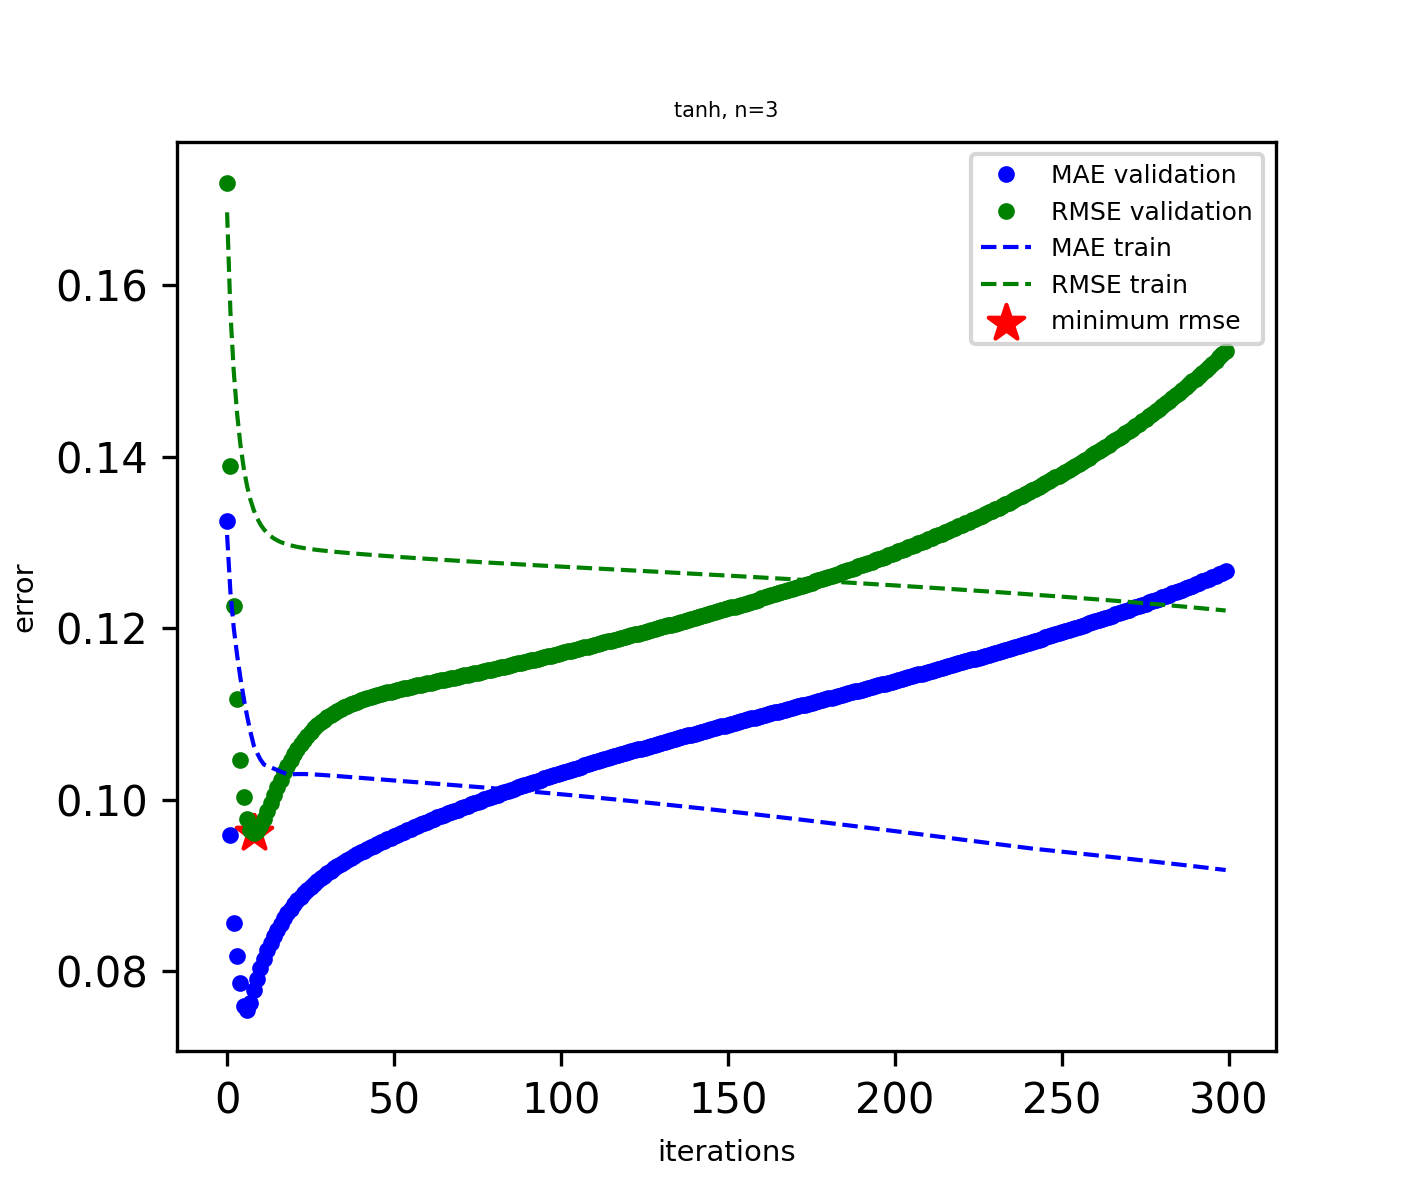 tanh, n=3
MAE validation
RMSE validation
MAE train
RMSE train
minimum rmse
error
0.16
0.14
0.12
0.10
0.08
0 50 100 150 200 250 300
iterations